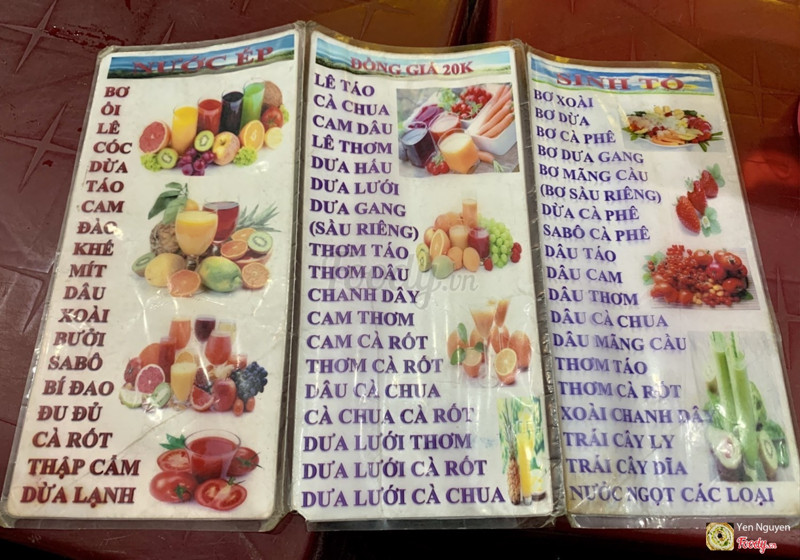 NƯỚC ÉP
BƠ
ỔI
LÊ
CÓC
DỪA
TÁO
CAM
ĐÀO
KHẾ
MÍT
DÂU
XOÀI
BƯỞI
SABÔ
BÍ ĐAO
ĐU ĐỦ
CÀ RỐT
THẬP CẨM
DỪA LẠNH
ĐỒNG GIÁ 20K
LÊ TÁO
CÀ CHUA
CAM DÂU
LÊ THƠM
DƯA HẤU
DƯA LƯỚI
DƯA GANG
(SẦU RIÊNG)
THƠM TÁO
THƠM DÂU
CHANH DÂY
CAM THƠM
CAM CÀ RỐT
THƠM CÀ RỐT
DÂU CÀ CHUA
CÀ CHUA CÀ RỐT
DƯA LƯỚI THƠM
DƯA LƯỚI CÀ RỐT
DƯA LƯỚI CÀ CHUA
SINH TỐ
BƠ XOÀI
BƠ DỪA
BƠ CÀ PHÊ
BƠ DƯA GANG
BƠ MÃNG CẦU
(BƠ SẦU RIÊNG)
DỪA CÀ PHÊ
SABÔ CÀ PHÊ
DÂU TÁO
DÂU CAM
DÂU THƠM
DÂU CÀ CHUA
DÂU MÃNG CẦU
THƠM TÁO
THƠM CÀ RỐT
XOÀI CHANH DÂY
TRÁI CÂY LY
TRÁI CÂY DĨA
NƯỚC NGỌT CÁC LOẠI
Foody.vn
Yen Nguyen
Foody.vn